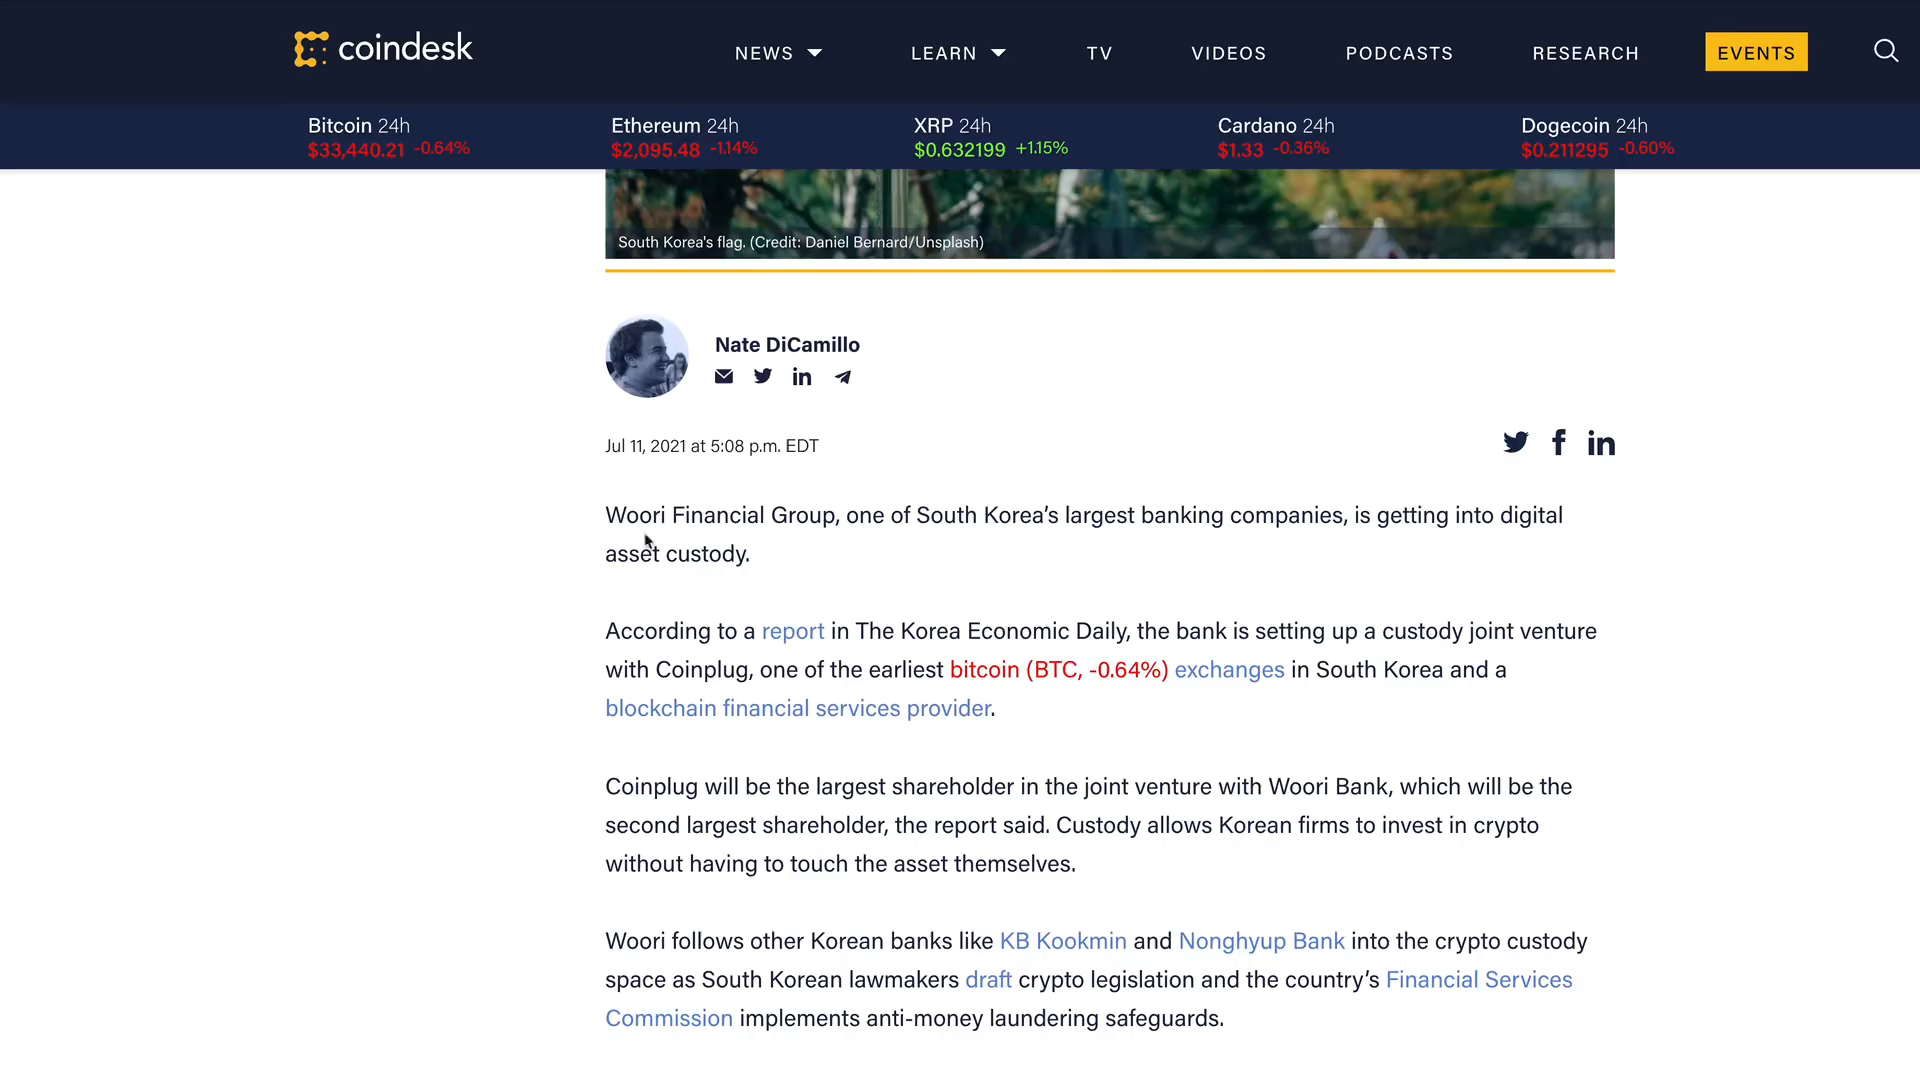 coindesk
NEWS LEARN TV VIDEOS PODCASTS RESEARCH EVENTS
Bitcoin 24h
$33,440.21 -0.64%
Ethereum 24h
$2,095.48 -1.14%
XRP 24h
$0.632199 +1.15%
Cardano 24h
$1.33 -0.36%
Dogecoin 24h
$0.211295 -0.60%
South Korea's flag. (Credit: Daniel Bernard/Unsplash)
Nate DiCamillo
Jul 11, 2021 at 5:08 p.m. EDT
Woori Financial Group, one of South Korea’s largest banking companies, is getting into digital
asset custody.
According to a report in The Korea Economic Daily, the bank is setting up a custody joint venture
with Coinplug, one of the earliest bitcoin (BTC, -0.64%) exchanges in South Korea and a
blockchain financial services provider.
Coinplug will be the largest shareholder in the joint venture with Woori Bank, which will be the
second largest shareholder, the report said. Custody allows Korean firms to invest in crypto
without having to touch the asset themselves.
Woori follows other Korean banks like KB Kookmin and Nonghyup Bank into the crypto custody
space as South Korean lawmakers draft crypto legislation and the country’s Financial Services
Commission implements anti-money laundering safeguards.